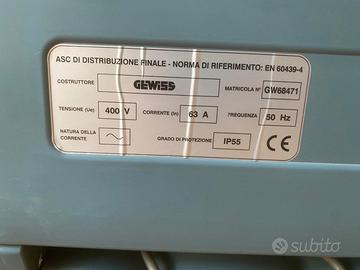 ASC DI DISTRIBUZIONE FINALE - NORMA DI RIFERIMENTO: EN 60439-4
COSTRUTTORE GEWISS MATRICOLA N° GW68471
TENSIONE (Ue) 400 V CORRENTE (In) 63 A FREQUENZA 50 Hz
NATURA DELLA CORRENTE GRADO DI PROTEZIONE IP55 CE
subito